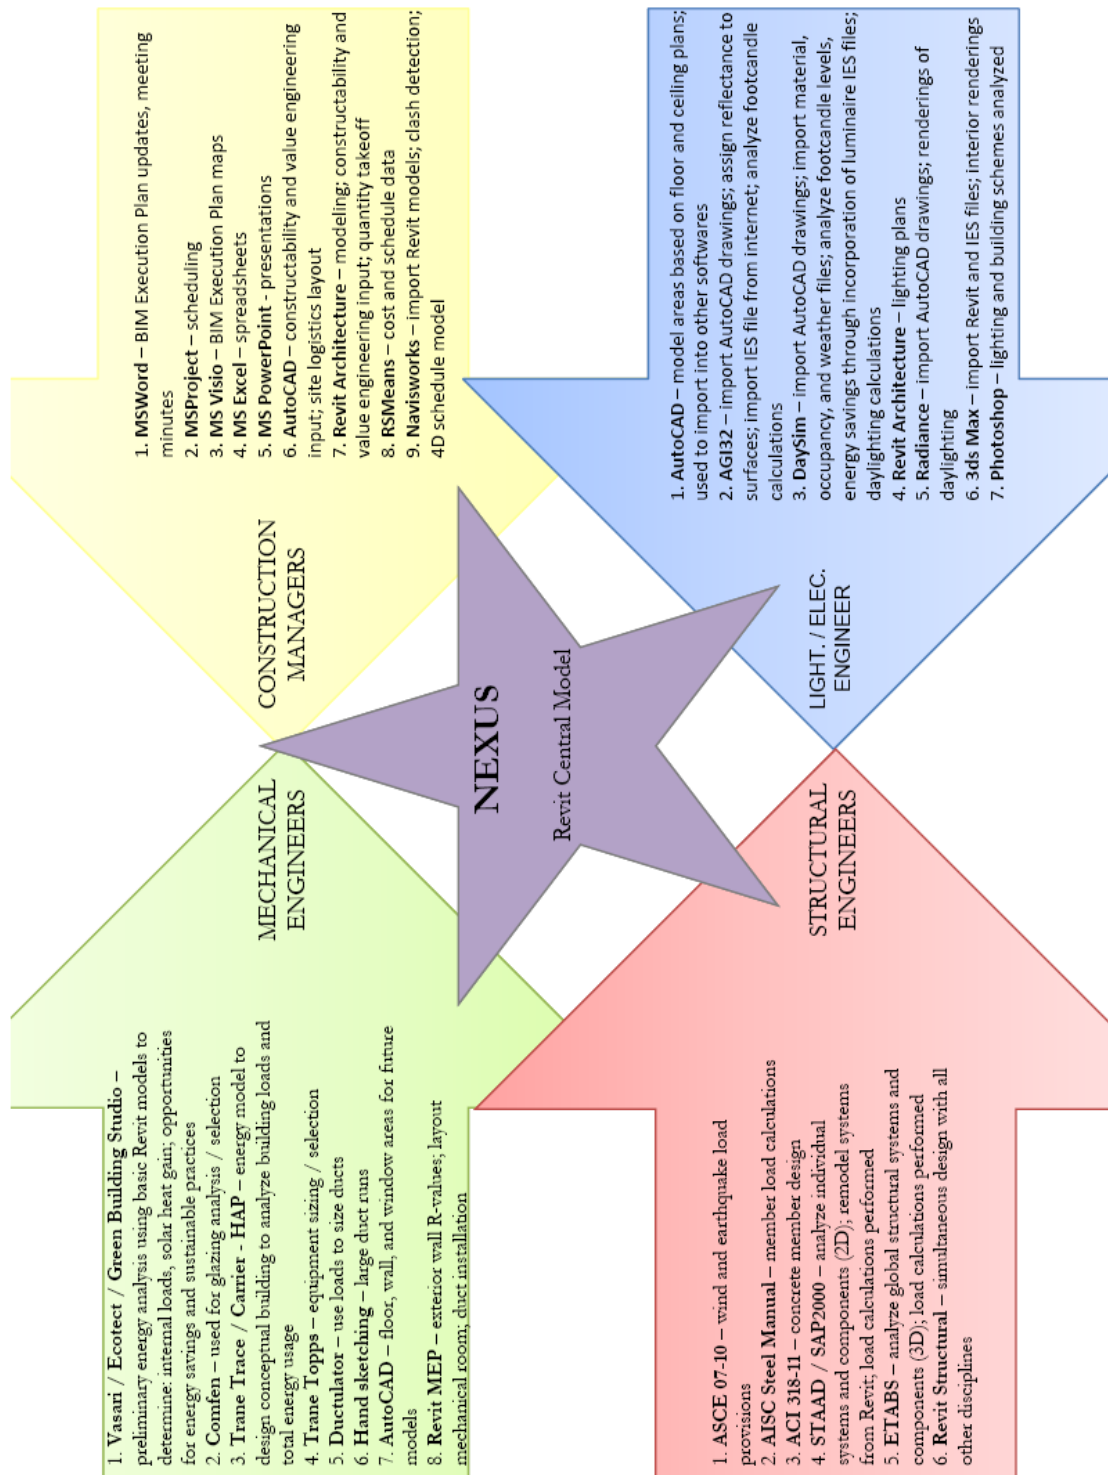 1. Vasari / Ecotect / Green Building Studio –
preliminary energy analysis using basic Revit models to
determine: internal loads, solar heat gain; opportunities
for energy savings and sustainable practices
2. Comfen – used for glazing analysis / selection
3. Trane Trace / Carrier - HAP – energy model to
design conceptual building to analyze building loads and
total energy usage
4. Trane Topps – equipment sizing / selection
5. Ductulator – use loads to size ducts
6. Hand sketching – large duct runs
7. AutoCAD – floor, wall, and window areas for future
models
8. Revit MEP – exterior wall R-values; layout
mechanical room; duct installation
MECHANICAL
ENGINEERS
CONSTRUCTION
MANAGERS
1. MSWord – BIM Execution Plan updates, meeting
minutes
2. MSProject – scheduling
3. MS Visio – BIM Execution Plan maps
4. MS Excel – spreadsheets
5. MS PowerPoint - presentations
6. AutoCAD – constructability and value engineering
input; site logistics layout
7. Revit Architecture – modeling; constructability and
value engineering input; quantity takeoff
8. RSMeans – cost and schedule data
9. Navisworks – import Revit models; clash detection;
4D schedule model
NEXUS
Revit Central Model
1. ASCE 07-10 – wind and earthquake load
provisions
2. AISC Steel Manual – member load calculations
3. ACI 318-11 – concrete member design
4. STAAD / SAP2000 – analyze individual
systems and components (2D); remodel systems
from Revit; load calculations performed
5. ETABS – analyze global structural systems and
components (3D); load calculations performed
6. Revit Structural – simultaneous design with all
other disciplines
STRUCTURAL
ENGINEERS
LIGHT. / ELEC.
ENGINEER
1. AutoCAD – model areas based on floor and ceiling plans;
used to import into other softwares
2. AGI32 – import AutoCAD drawings; assign reflectance to
surfaces; import IES file from internet; analyze footcandle
calculations
3. DaySim – import AutoCAD drawings; import material,
occupancy, and weather files; analyze footcandle levels,
energy savings through incorporation of luminaire IES files;
daylighting calculations
4. Revit Architecture – lighting plans
5. Radiance – import AutoCAD drawings; renderings of
daylighting
6. 3ds Max – import Revit and IES files; interior renderings
7. Photoshop – lighting and building schemes analyzed